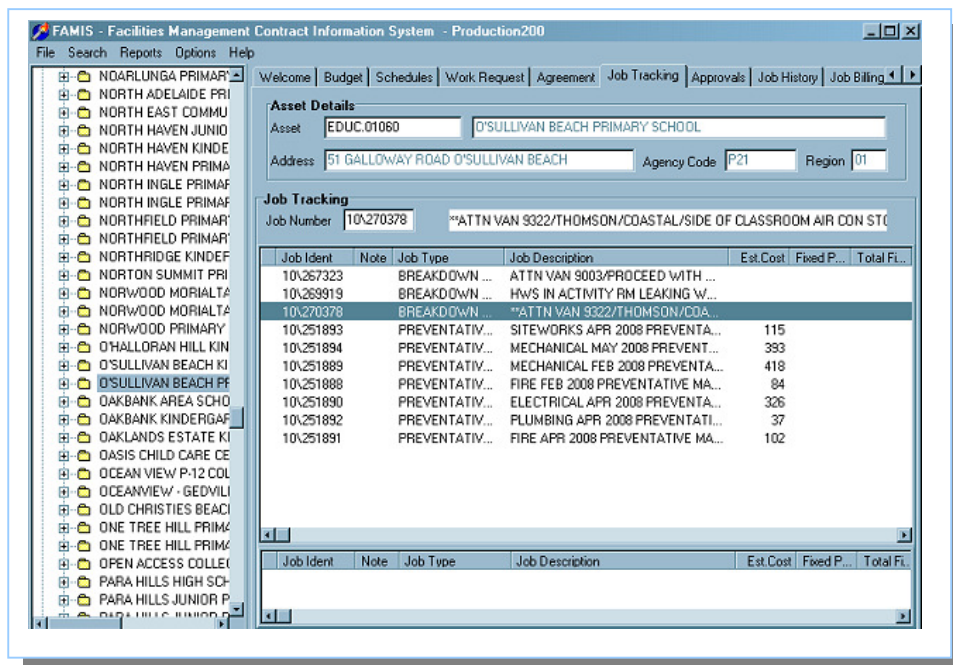 FAMIS - Facilities Management Contract Information System - Production200
File Search Reports Options Help
NOARLUNGA PRIMAR
NORTH ADELAIDE PRI
NORTH EAST COMMU
NORTH HAVEN JUNIO
NORTH HAVEN KINDE
NORTH HAVEN PRIMA
NORTH INGLE PRIMAF
NORTH INGLE PRIMAF
NORTHFIELD PRIMAR
NORTHFIELD PRIMAR
NORTHRIDGE KINDEF
NORTON SUMMIT PRI
NORWOOD MORIALTA
NORWOOD MORIALTA
NORWOOD PRIMARY
O'HALLORAN HILL KIN
O'SULLIVAN BEACH KI
O'SULLIVAN BEACH PF
OAKBANK AREA SCHO
OAKBANK KINDERGAF
OAKLANDS ESTATE KI
OASIS CHILD CARE CE
OCEAN VIEW P-12 COL
OCEANVIEW - GEDVILI
OLD CHRISTIES BEACI
ONE TREE HILL PRIMA
ONE TREE HILL PRIMA
OPEN ACCESS COLLEI
PARA HILLS HIGH SCH
PARA HILLS JUNIOR P
PARA HILLS JUNIOR P
Welcome Budget Schedules Work Request Agreement Job Tracking Approvals Job History Job Billing
Asset Details
Asset EDUC.01060 O'SULLIVAN BEACH PRIMARY SCHOOL
Address 51 GALLOWAY ROAD O'SULLIVAN BEACH Agency Code P21 Region 01
Job Tracking
Job Number 10\270378 **ATTN VAN 9322/THOMSON/COASTAL/SIDE OF CLASSROOM AIR CON STO
Job Ident Note Job Type Job Description Est.Cost Fixed P... Total Fi...
10\267323 BREAKDOWN ... ATTN VAN 9003/PROCEED WITH ...
10\269919 BREAKDOWN ... HWS IN ACTIVITY RM LEAKING W...
10\270378 BREAKDOWN ... **ATTN VAN 9322/THOMSON/COA...
10\251893 PREVENTATIV... SITEWORKS APR 2008 PREVENTA... 115
10\251894 PREVENTATIV... MECHANICAL MAY 2008 PREVENT... 393
10\251889 PREVENTATIV... MECHANICAL FEB 2008 PREVENTA... 418
10\251888 PREVENTATIV... FIRE FEB 2008 PREVENTATIVE MA... 84
10\251890 PREVENTATIV... ELECTRICAL APR 2008 PREVENTA... 326
10\251892 PREVENTATIV... PLUMBING APR 2008 PREVENTATI... 37
10\251891 PREVENTATIV... FIRE APR 2008 PREVENTATIVE MA... 102
Job Ident Note Job Type Job Description Est.Cost Fixed P... Total Fi..